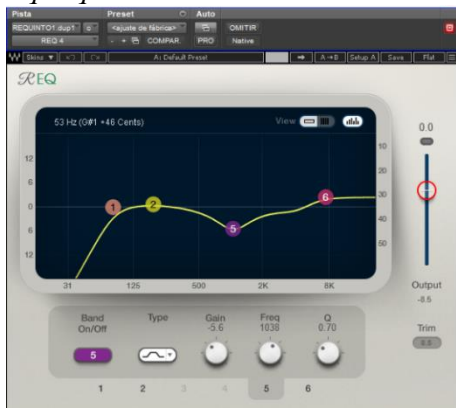 Pista Preset Auto
REQUINTO1.dup1 c <ajuste de fábrica> OMITIR
REQ 4 - + COMPAR PRO Native
Skins A: Default Preset A→B Setup A Save Flat
REQ
53 Hz (G#1 +46 Cents) View
0.0
12 10
6 20
0 30
6 40
12 50
31 125 500 2K 8K
1 2 5 6
Output
-8.5
Band On/Off Type Gain Freq Q
-5.6 1038 0.70
5
Trim
1 2 3 4 5 6